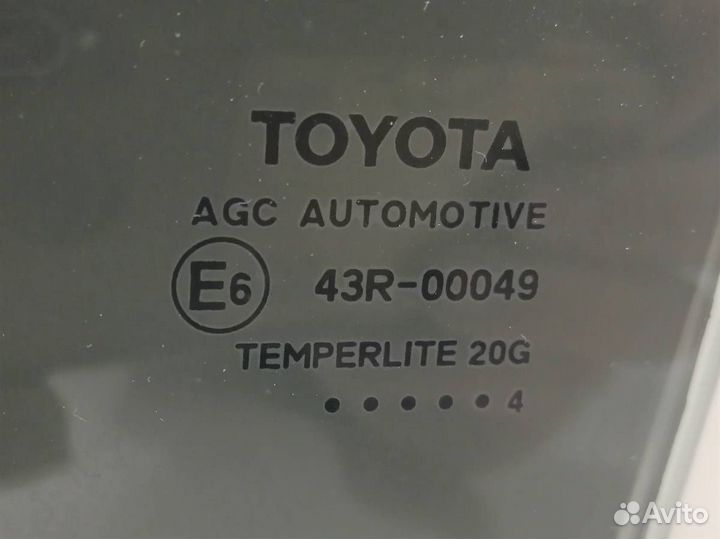 TOYOTA
AGC AUTOMOTIVE
E6 43R-00049
TEMPERLITE 20G
• • • • • 4
Avito